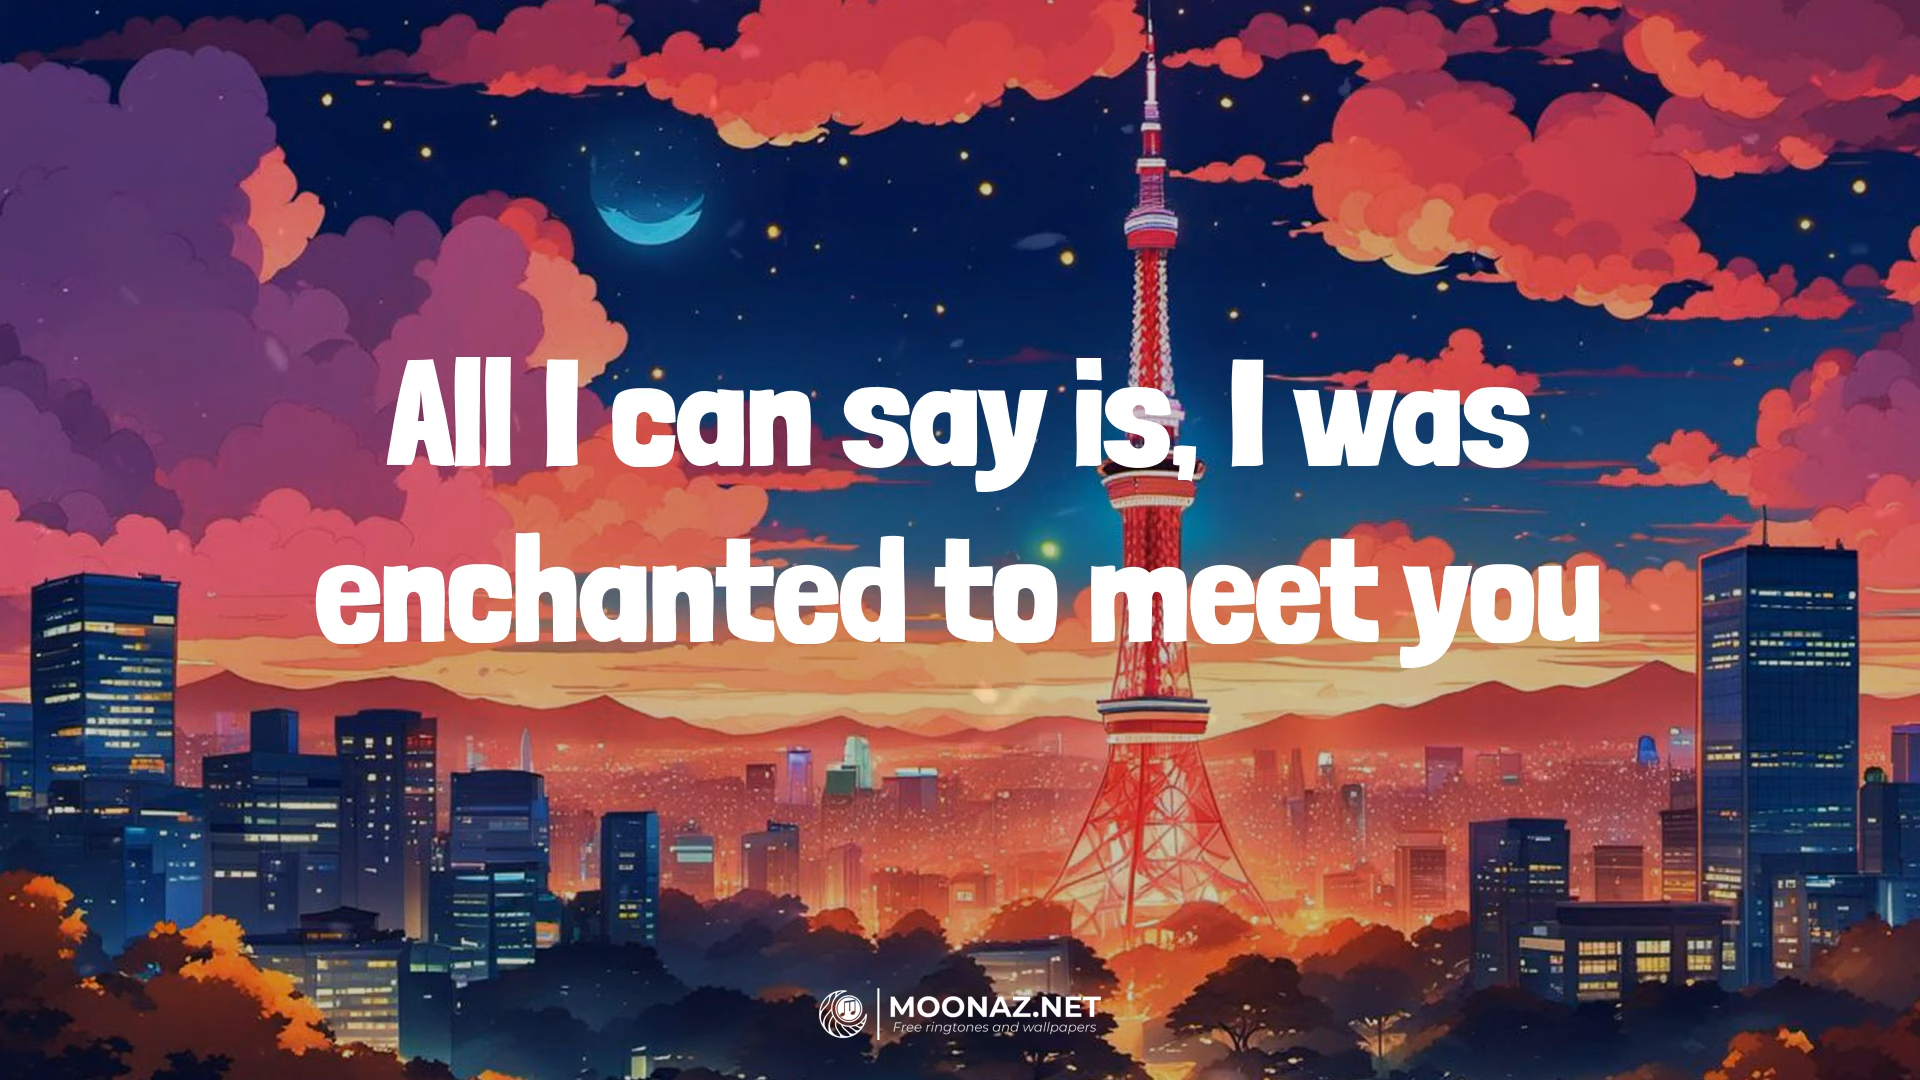 All I can say is, I was
enchanted to meet you
MOONAZ.NET
Free ringtones and wallpapers